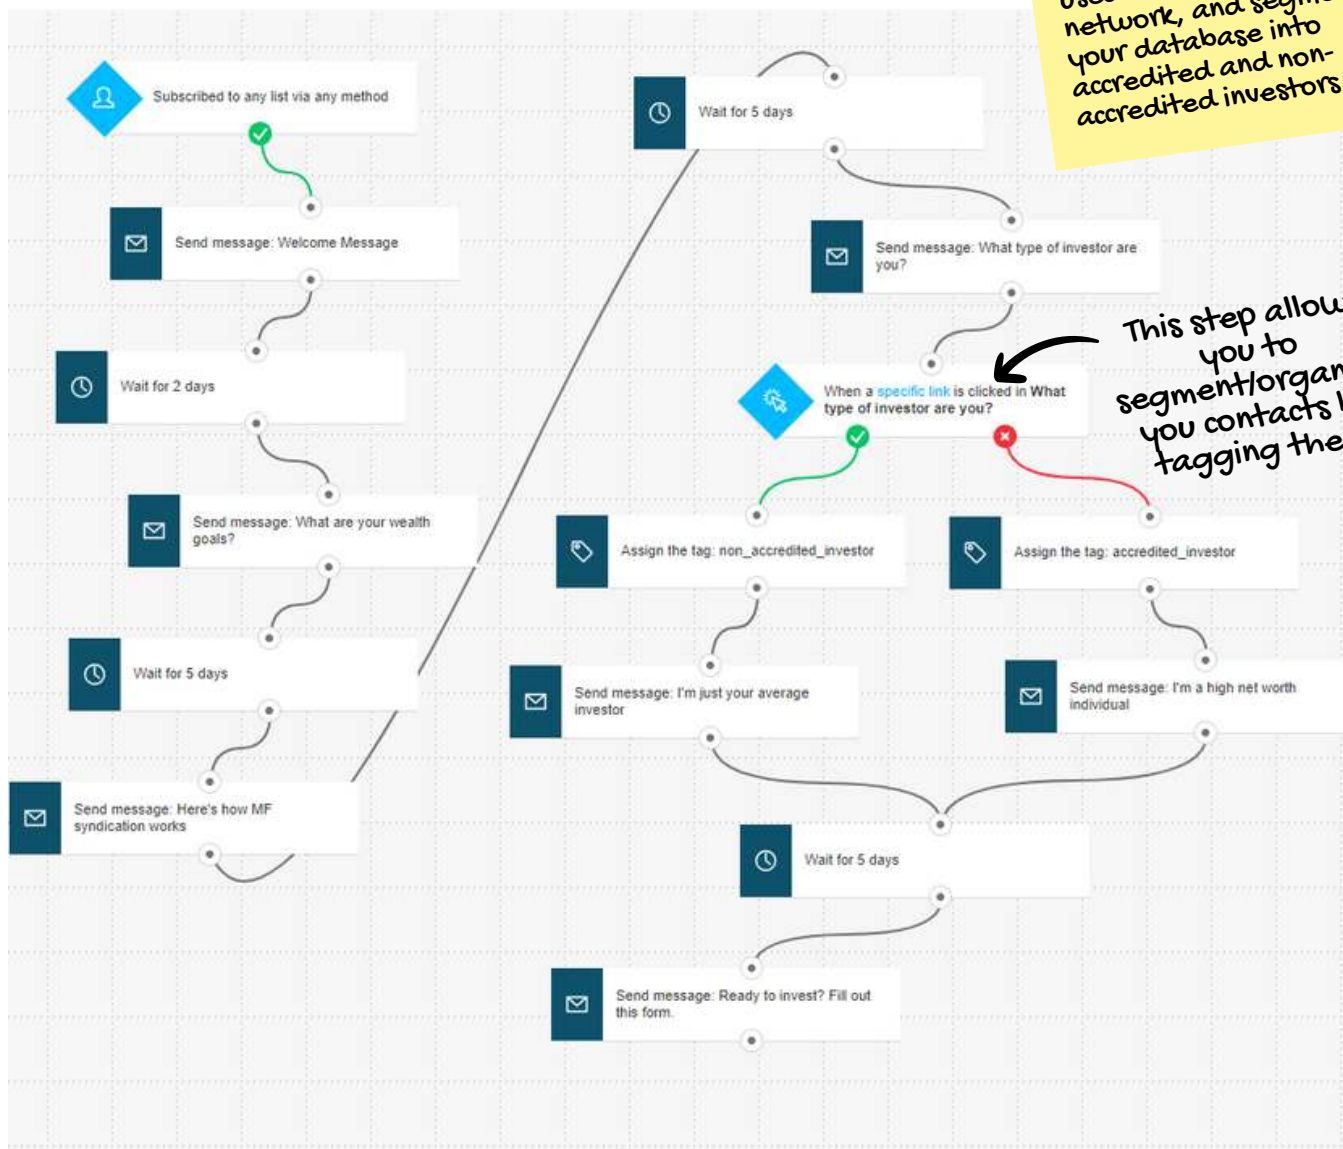 Subscribed to any list via any method
Send message: Welcome Message
Wait for 2 days
Send message: What are your wealth
goals?
Wait for 5 days
Send message: Here's how MF
syndication works
Wait for 5 days
network, and
your database into
accredited and non-
accredited investors
Send message: What type of investor are
you?
This step
you to
you contacts
tagging
When a specific link is clicked in What
type of investor are you?
Assign the tag: non_accredited_investor
Assign the tag: accredited_investor
Send message: I'm just your average
investor
Send message: I'm a high net worth
individual
Wait for 5 days
Send message: Ready to invest? Fill out
this form.